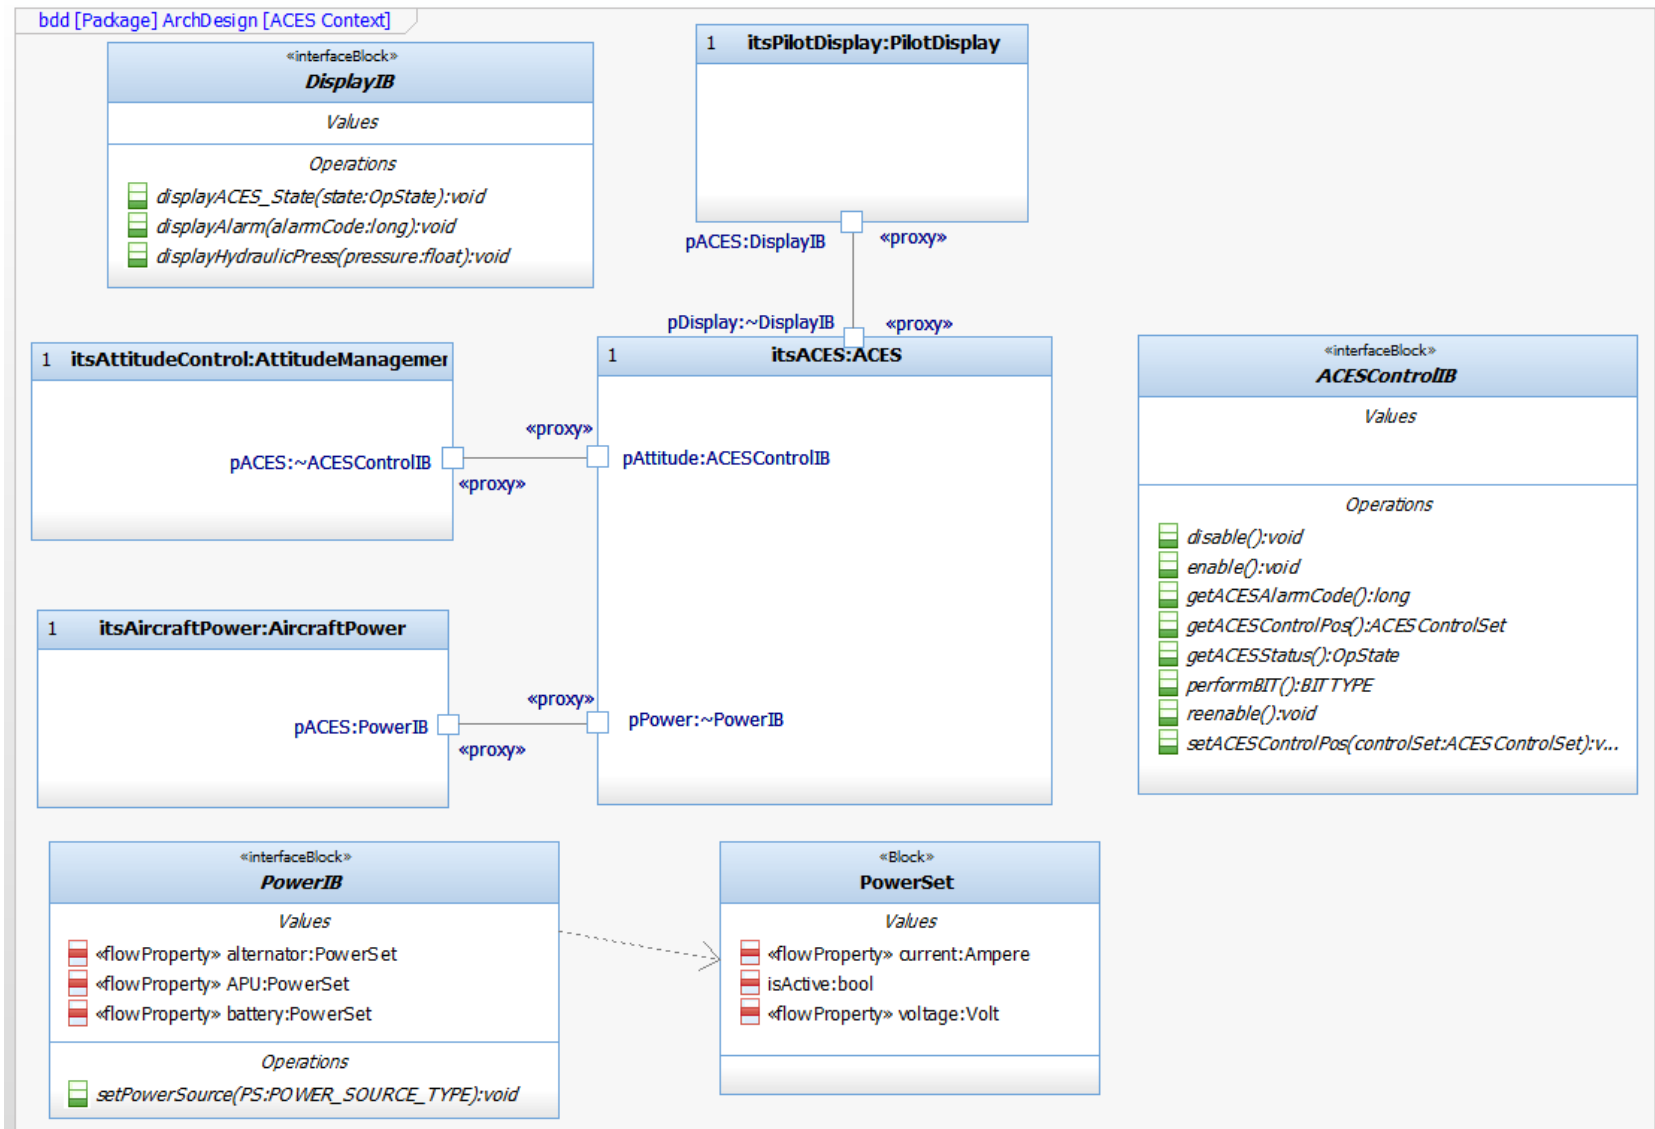 bdd [Package] ArchDesign [ACES Context]
«interfaceBlock»
DisplayIB
Values
Operations
displayACES_State(state:OpState):void
displayAlarm(alarmCode:long):void
displayHydraulicPress(pressure:float):void
1 itsPilotDisplay:PilotDisplay
pACES:DisplayIB «proxy»
pDisplay:~DisplayIB «proxy»
1 itsAttitudeControl:AttitudeManagemer
pACES:~ACESControlIB
«proxy»
«proxy»
1 itsACES:ACES
pAttitude:ACESControlIB
pPower:~PowerIB
1 itsAircraftPower:AircraftPower
pACES:PowerIB
«proxy»
«proxy»
«interfaceBlock»
ACESControlIB
Values
Operations
disable():void
enable():void
getACESAlarmCode():long
getACESControlPos():ACESControlSet
getACESStatus():OpState
performBIT():BITTYPE
reenable():void
setACESControlPos(controlSet:ACESControlSet):v...
«interfaceBlock»
PowerIB
Values
«flowProperty» alternator:PowerSet
«flowProperty» APU:PowerSet
«flowProperty» battery:PowerSet
Operations
setPowerSource(PS:POWER_SOURCE_TYPE):void
«Block»
PowerSet
Values
«flowProperty» current:Ampere
isActive:bool
«flowProperty» voltage:Volt